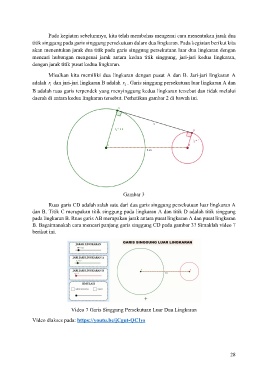 Pada kegiatan sebelumnya, kita telah membahas mengenai cara menentukan jarak dua
titik singgung pada garis singgung persekutuan dalam dua lingkaran. Pada kegiatan berikut kita
akan menentukan jarak dua titik pada garis singgung persekutuan luar dua lingkaran dengan
mencari hubungan mengenai jarak antara kedua titik singgung, jari-jari kedua lingkaran,
dengan jarak titik pusat kedua lingkaran.
Misalkan kita memiliki dua lingkaran dengan pusat A dan B. Jari-jari lingkaran A
adalah r₁ dan jari-jari lingkaran B adalah r₂. Garis singgung persekutuan luar lingkaran A dan
B adalah ruas garis terpendek yang menyinggung kedua lingkaran tersebut dan tidak melalui
daerah di antara kedua lingkaran tersebut. Perhatikan gambar 2 di bawah ini.
Gambar 3
Ruas garis CD adalah salah satu dari dua garis singgung persekutuan luar lingkaran A
dan B. Titik C merupakan titik singgung pada lingkaran A dan titik D adalah titik singgung
pada lingkaran B. Ruas garis AB merupakan jarak antara pusat lingkaran A dan pusat lingkaran
B. Bagaimanakah cara mencari panjang garis singgung CD pada gambar 3? Simaklah video 7
berikut ini.
GARIS SINGGUNG LUAR LINGKARAN
JARI-JARI LINGKARAN A
JARI-JARI LINGKARAN B
Video 7 Garis Singgung Persekutuan Luar Dua Lingkaran
Video diakses pada:
28